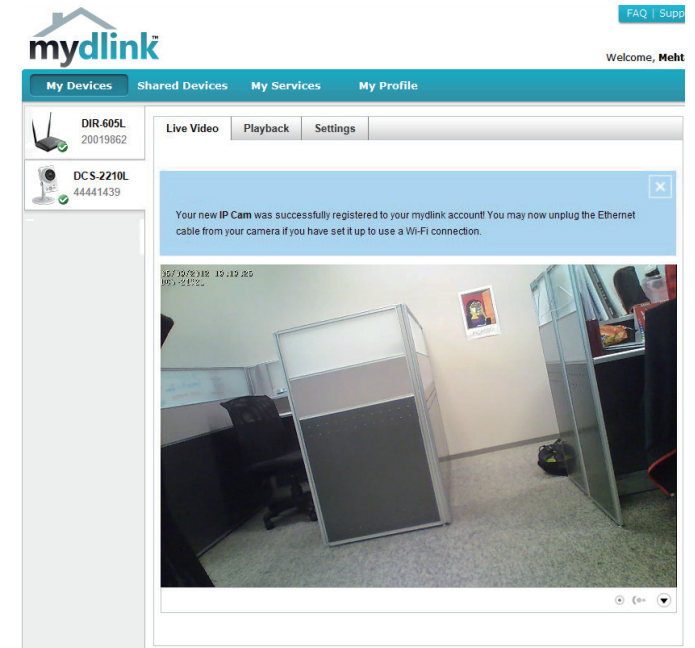 FAQ | Supp
mydlink™
Welcome, Meht
My Devices Shared Devices My Services My Profile
DIR-605L
20019862
DCS-2210L
44441439
Live Video Playback Settings
Your new IP Cam was successfully registered to your mydlink account! You may now unplug the Ethernet
cable from your camera if you have set it up to use a Wi-Fi connection.